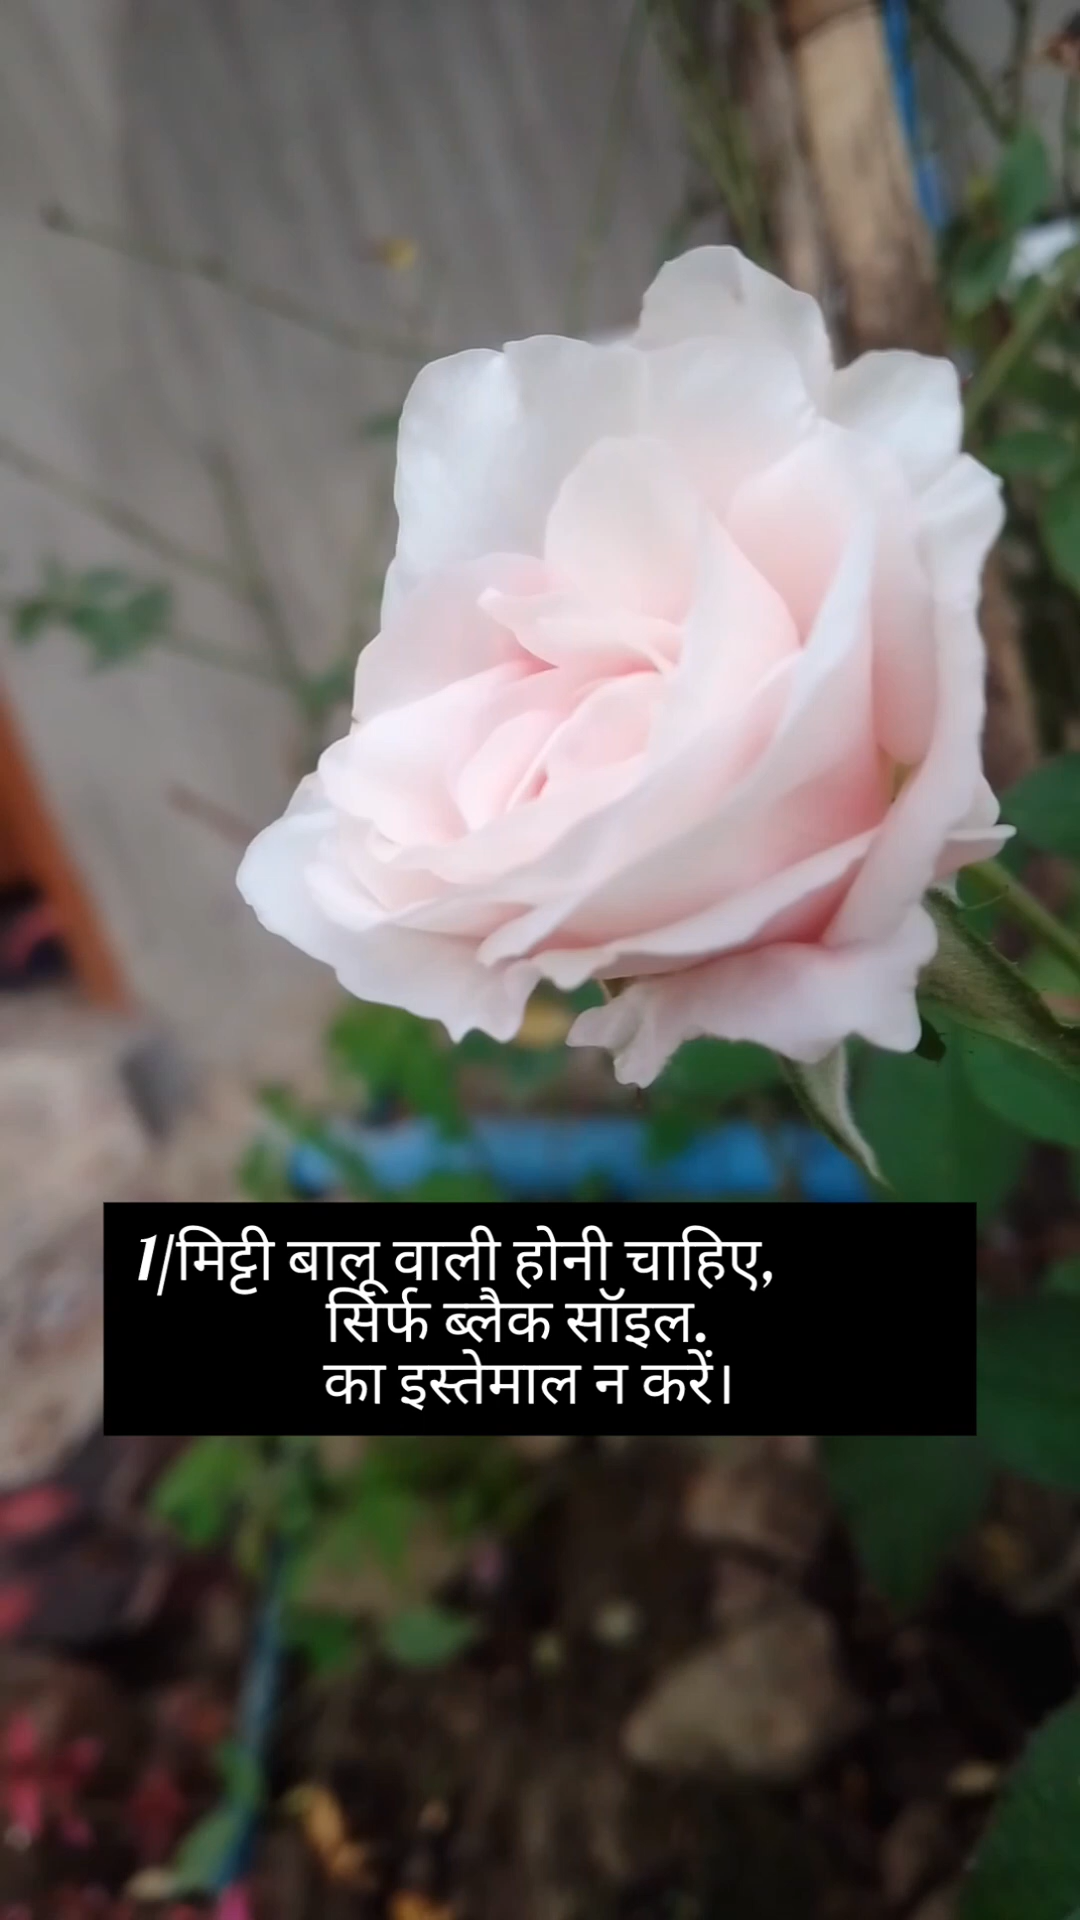 1/मिट्टी बालू वाली होनी चाहिए,
सिर्फ ब्लैक सॉइल.
का इस्तेमाल न करें।